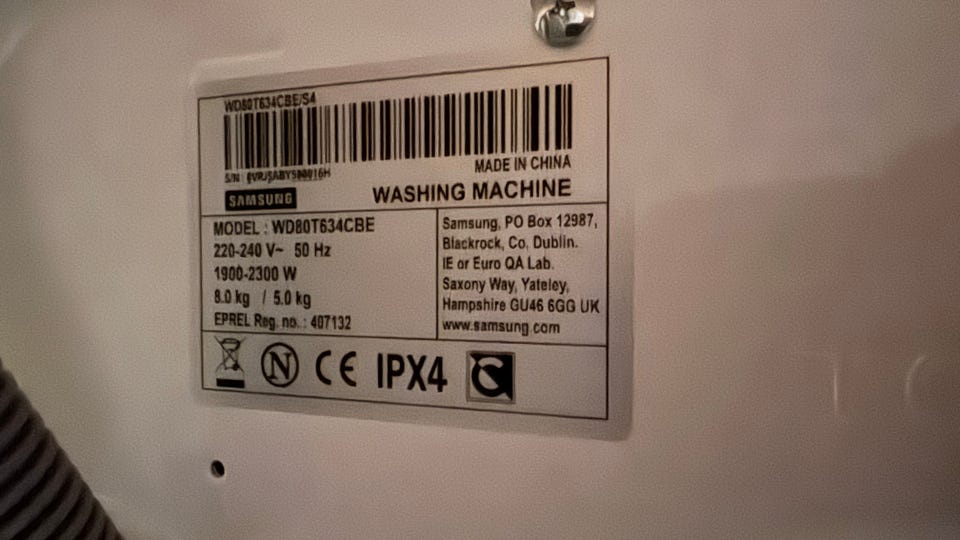 WD80T634CBE/S4
MADE IN CHINA
S/N :
SAMSUNG
WASHING MACHINE
MODEL : WD80T634CBE
220-240 V~ 50 Hz
1900-2300 W
8.0 kg / 5.0 kg
EPREL Reg. no. : 407132
Samsung, PO Box 12987,
Blackrock, Co. Dublin.
IE or Euro QA Lab.
Saxony Way, Yateley,
Hampshire GU46 6GG UK
www.samsung.com
N CE IPX4